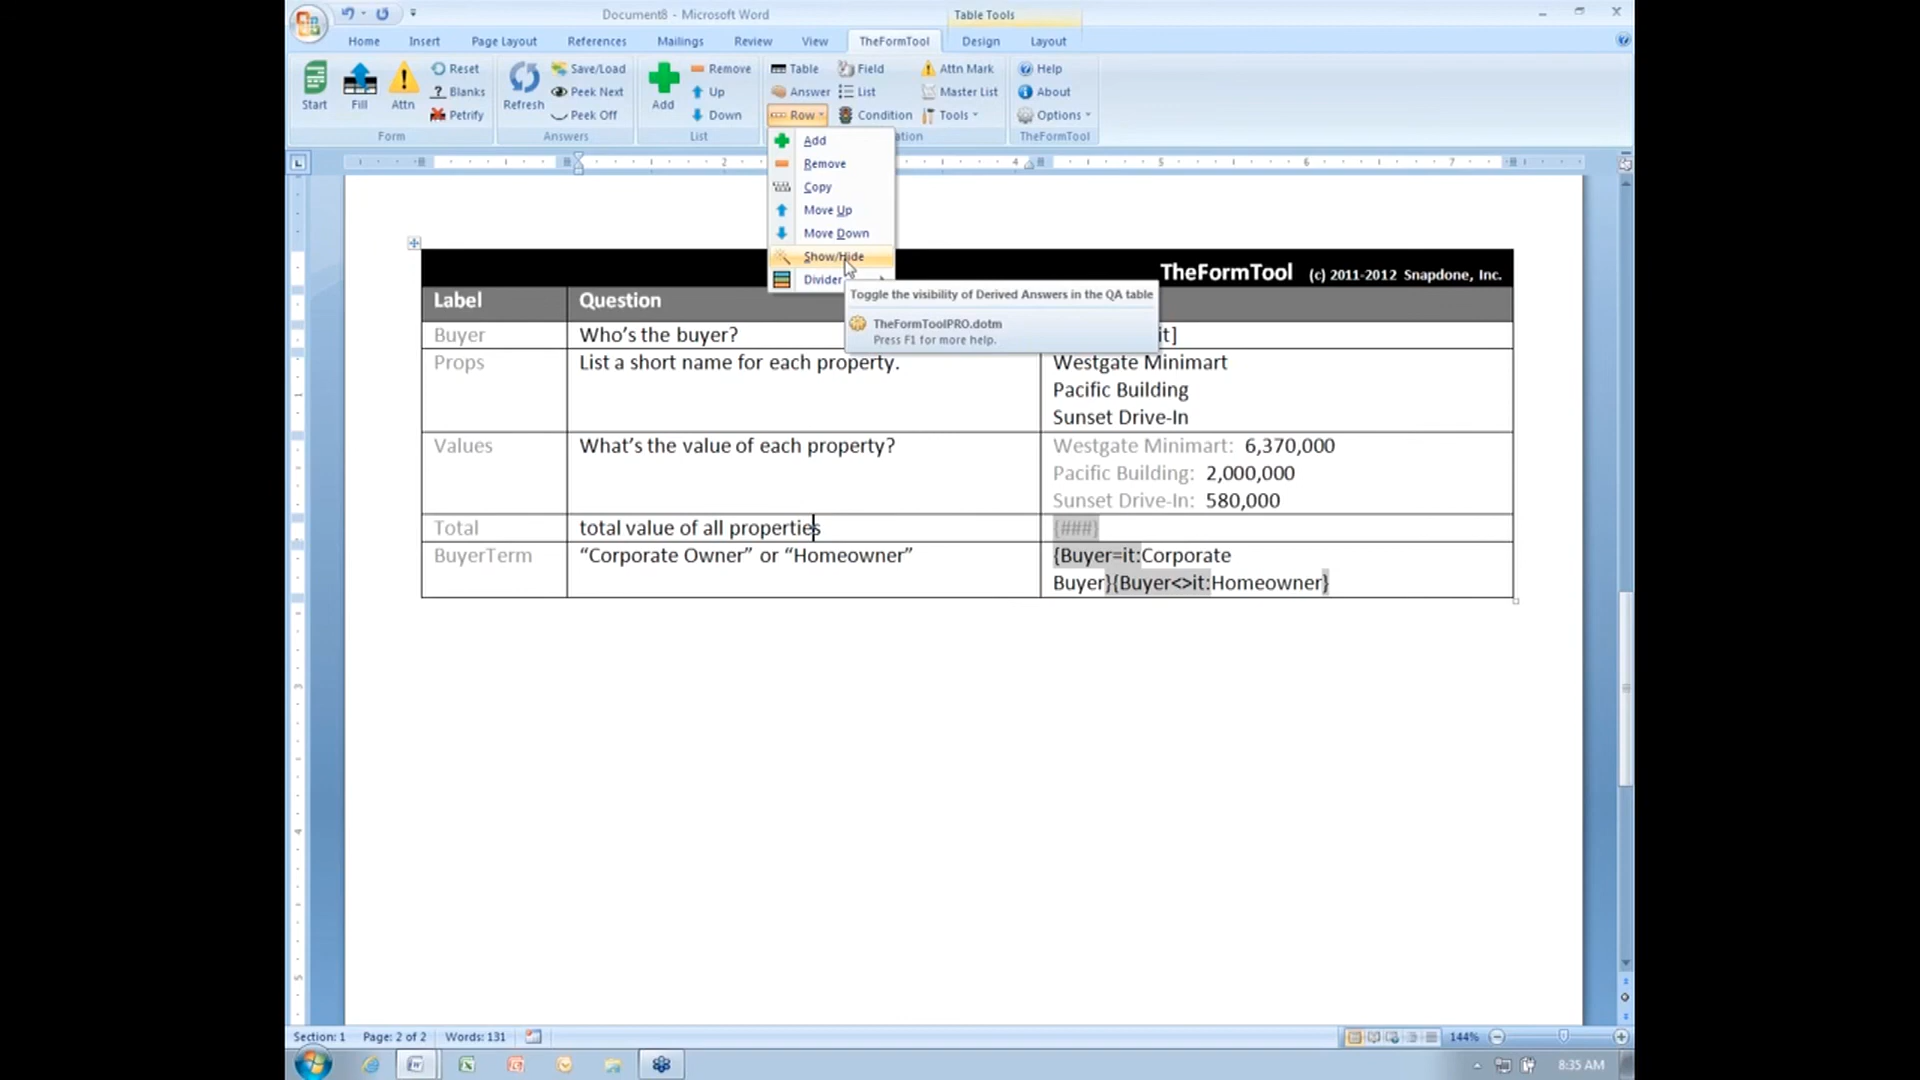 Document8 - Microsoft Word
Table Tools
Home Insert Page Layout References Mailings Review View TheFormTool Design Layout
Start Fill Attn Reset Blanks Petrify
Form
Refresh Save/Load Peek Next Peek Off
Answers
Add Remove Up Down
List
Table Field Attn Mark
Answer List Master List
Row Condition Tools
ation
Help
About
Options
TheFormTool
Add
Remove
Copy
Move Up
Move Down
Show/Hide
Divider
Toggle the visibility of Derived Answers in the QA table
TheFormToolPRO.dotm
Press F1 for more help.
1 2 4 5 6 7
TheFormTool (c) 2011-2012 Snapdone, Inc.
Label Question
Buyer Who's the buyer? it]
Props List a short name for each property. Westgate Minimart
Pacific Building
Sunset Drive-In
Values What's the value of each property? Westgate Minimart: 6,370,000
Pacific Building: 2,000,000
Sunset Drive-In: 580,000
Total total value of all properties {###}
BuyerTerm “Corporate Owner” or “Homeowner” {Buyer=it:Corporate
Buyer}{Buyer<>it:Homeowner}
Section: 1 Page: 2 of 2 Words: 131 144%
8:35 AM